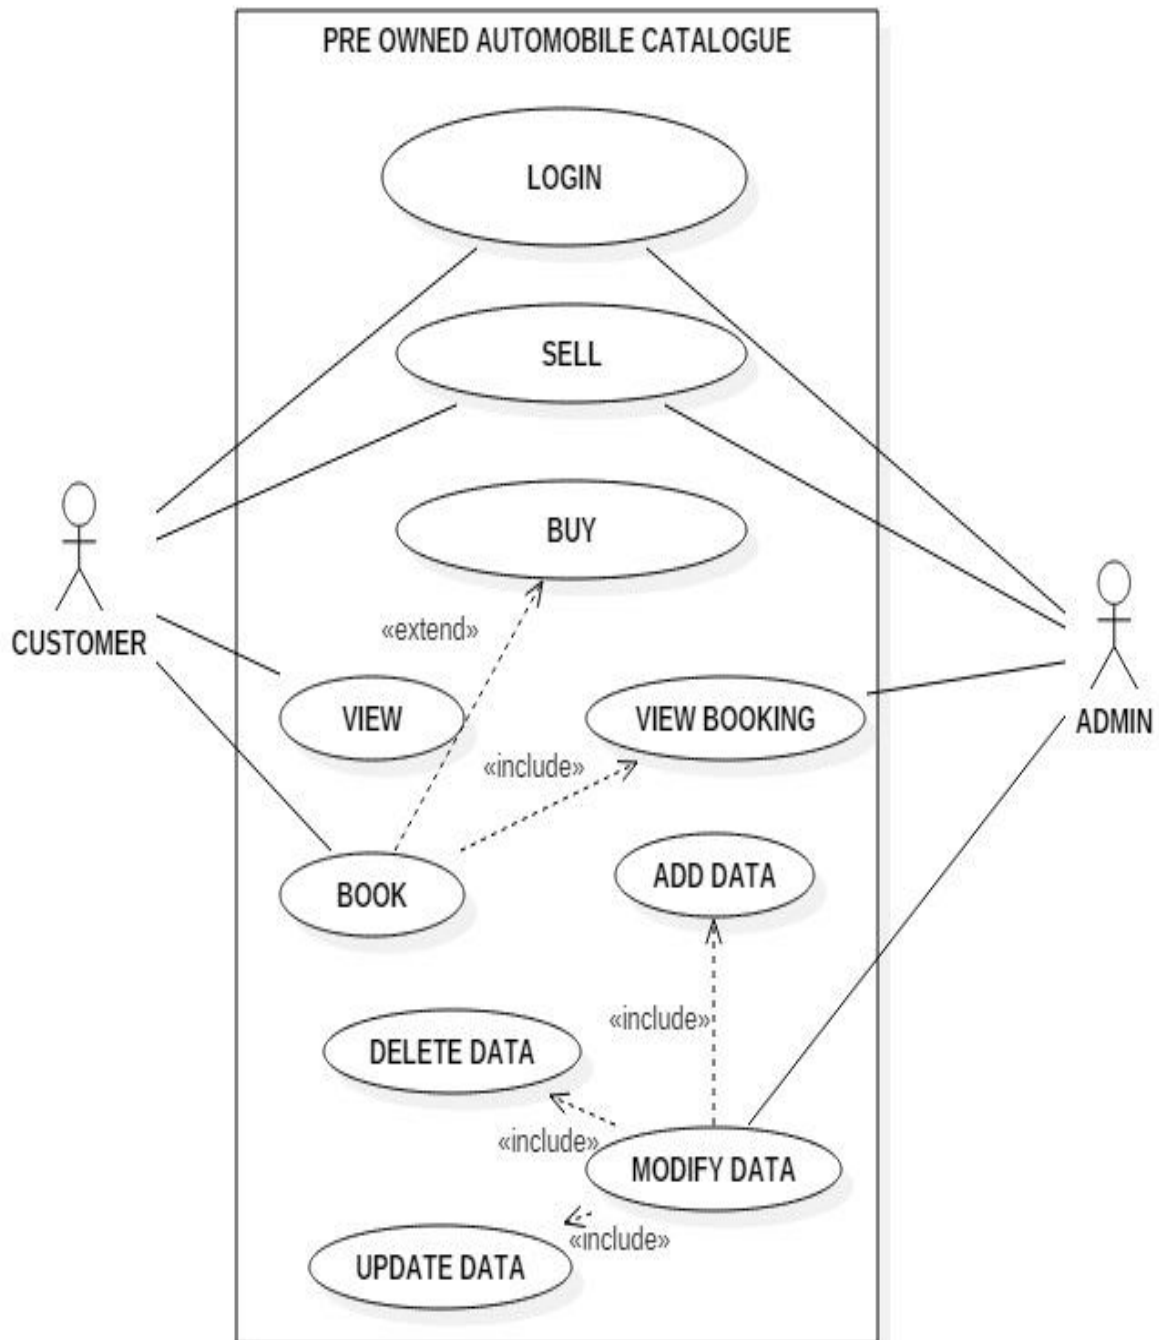 PRE OWNED AUTOMOBILE CATALOGUE
LOGIN
SELL
BUY
«extend»
CUSTOMER
VIEW
VIEW BOOKING
ADMIN
«include»
BOOK
ADD DATA
«include»
DELETE DATA
«include»
MODIFY DATA
«include»
UPDATE DATA